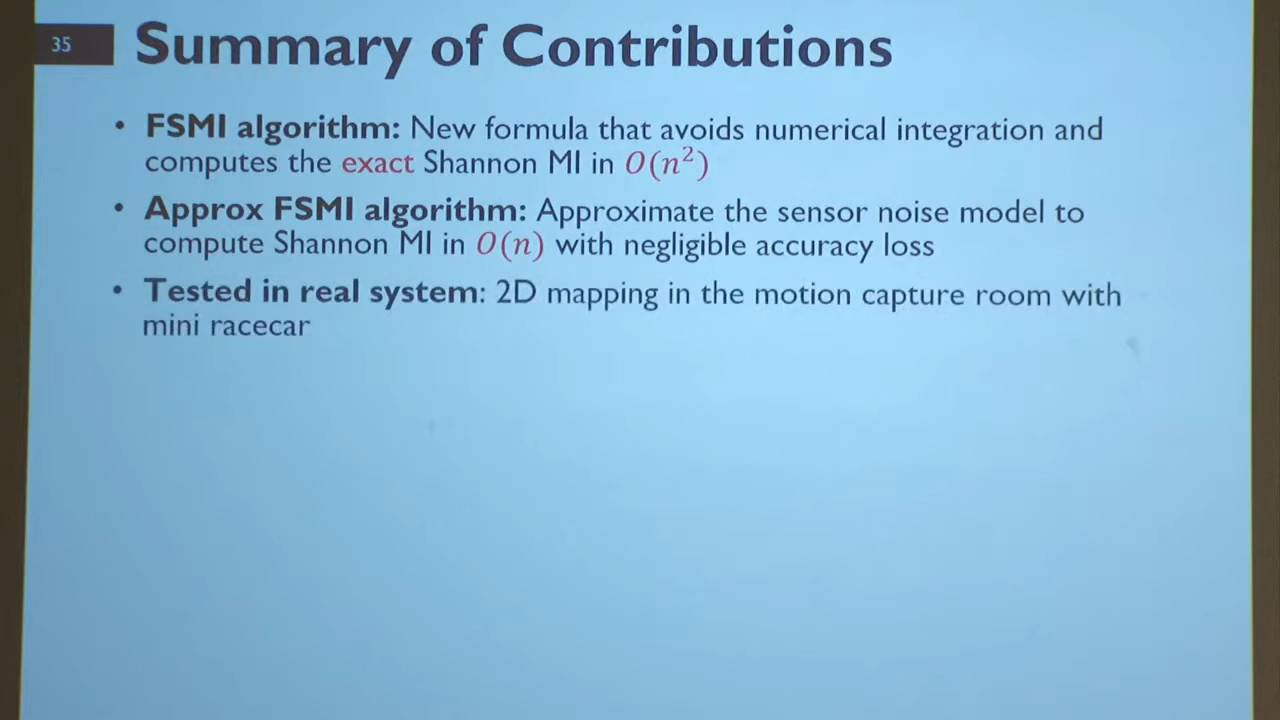 35
Summary of Contributions
• FSMI algorithm: New formula that avoids numerical integration and
computes the exact Shannon MI in O(n²)
• Approx FSMI algorithm: Approximate the sensor noise model to
compute Shannon MI in O(n) with negligible accuracy loss
• Tested in real system: 2D mapping in the motion capture room with
mini racecar